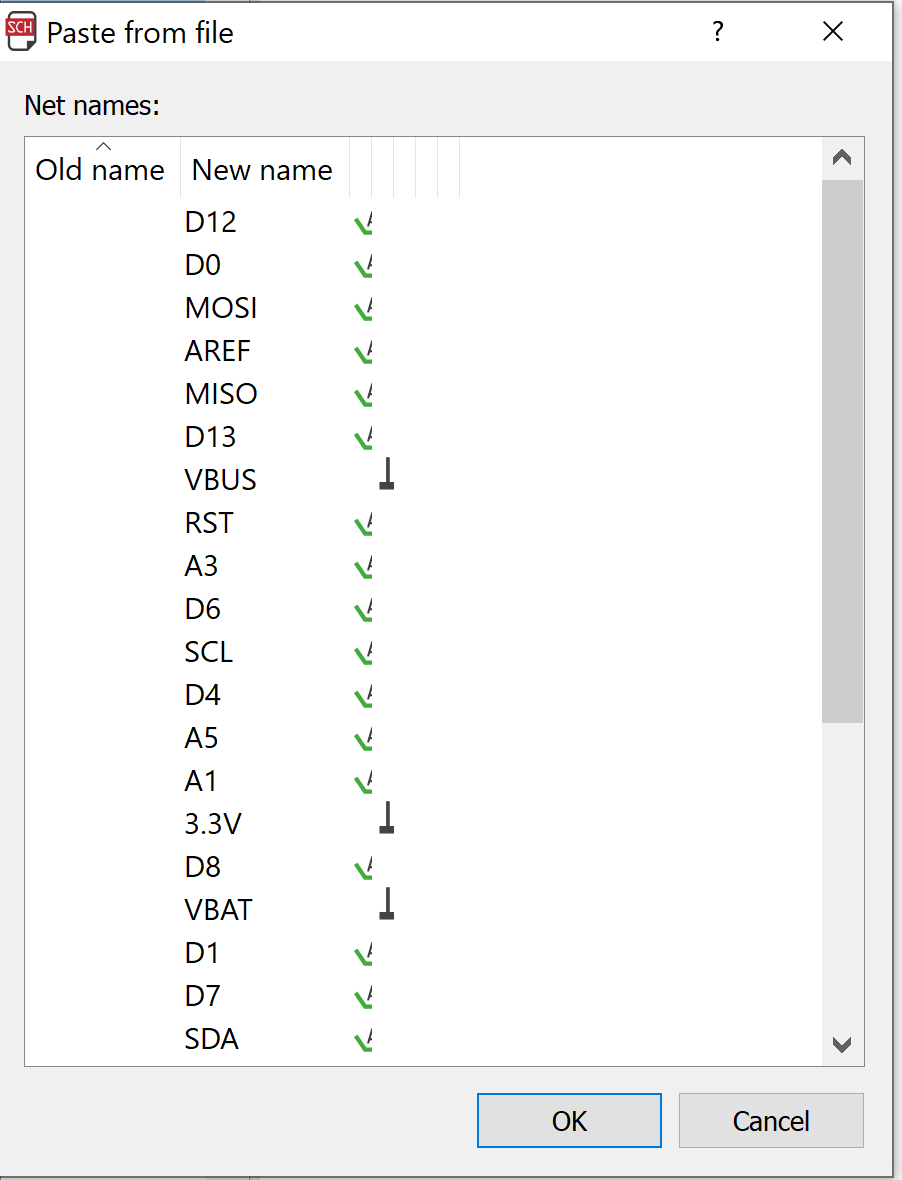 SCH Paste from file ?
Net names:
Old name New name
D12
D0
MOSI
AREF
MISO
D13
VBUS
RST
A3
D6
SCL
D4
A5
A1
3.3V
D8
VBAT
D1
D7
SDA
OK Cancel